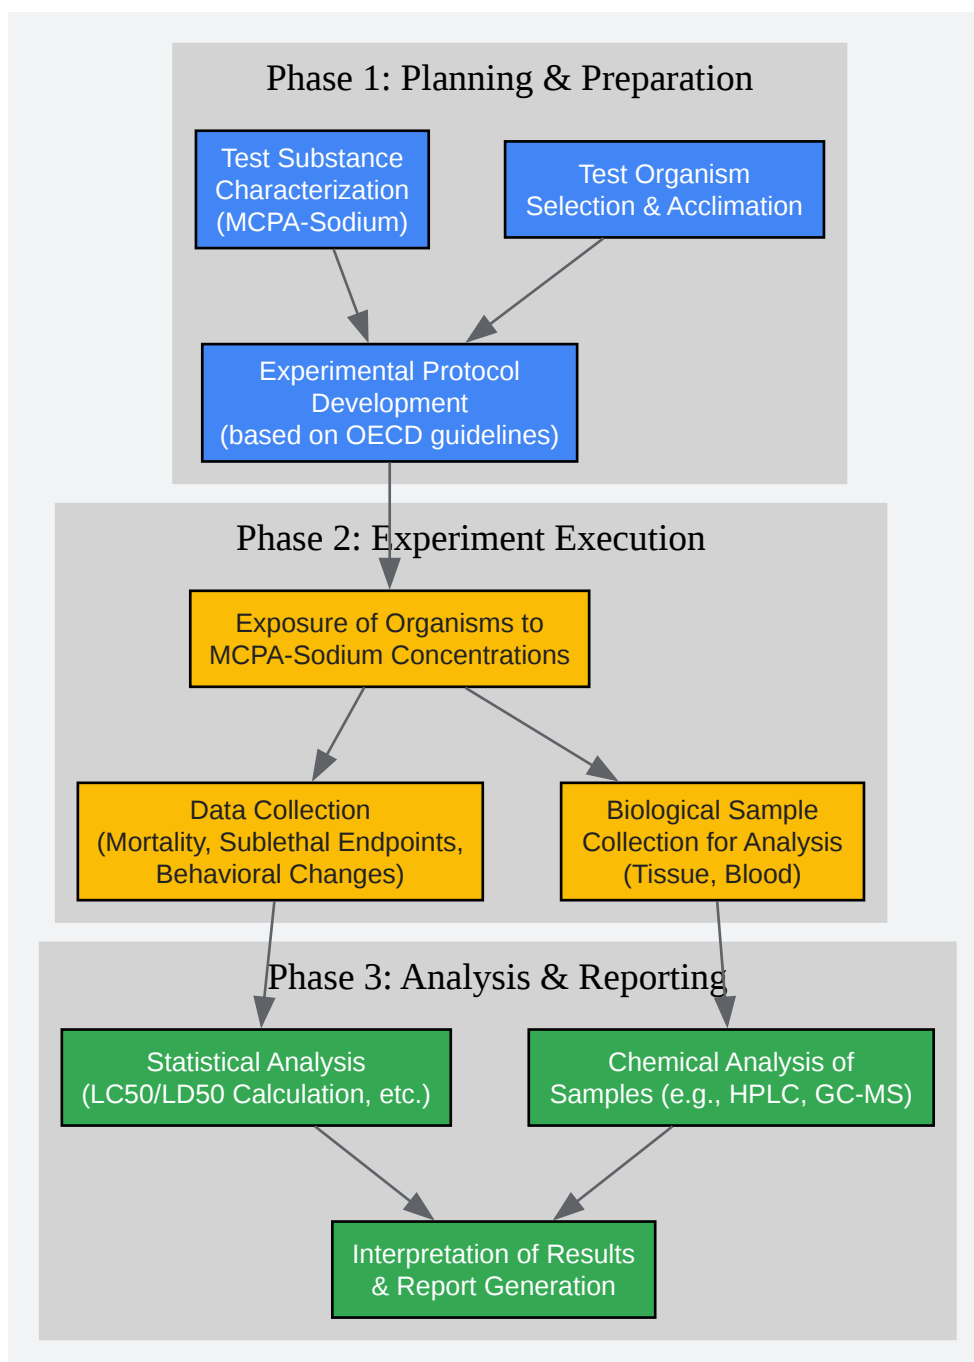 Phase 1: Planning & Preparation
Test Substance
Characterization
(MCPA-Sodium)
Test Organism
Selection & Acclimation
Experimental Protocol
Development
(based on OECD guidelines)
Phase 2: Experiment Execution
Exposure of Organisms to
MCPA-Sodium Concentrations
Data Collection
(Mortality, Sublethal Endpoints,
Behavioral Changes)
Biological Sample
Collection for Analysis
(Tissue, Blood)
Phase 3: Analysis & Reporting
Statistical Analysis
(LC50/LD50 Calculation, etc.)
Chemical Analysis of
Samples (e.g., HPLC, GC-MS)
Interpretation of Results
& Report Generation